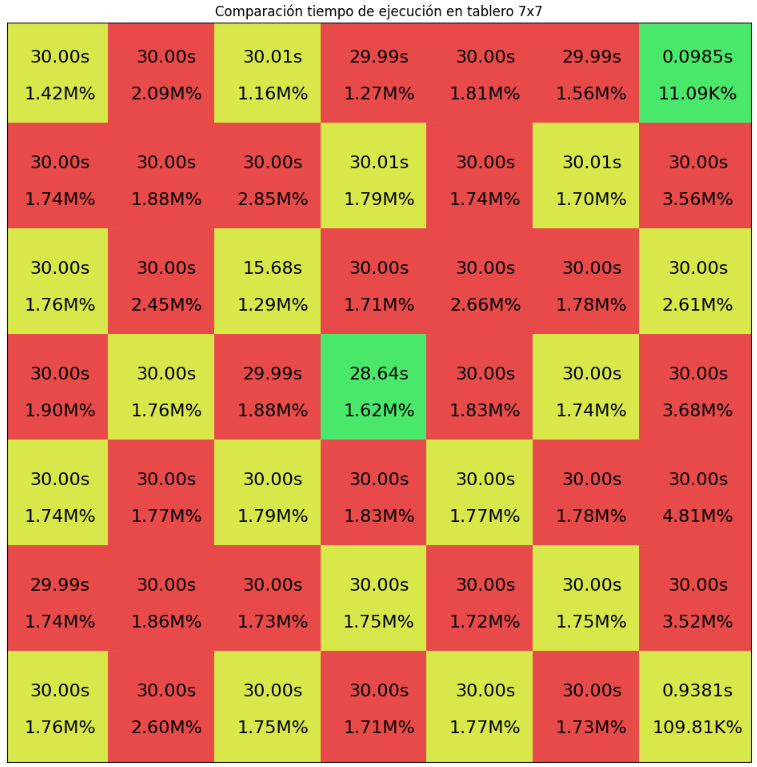 Comparación tiempo de ejecución en tablero 7x7
30.00s 30.00s 30.01s 29.99s 30.00s 29.99s 0.0985s
1.42M% 2.09M% 1.16M% 1.27M% 1.81M% 1.56M% 11.09K%
30.00s 30.00s 30.00s 30.01s 30.00s 30.01s 30.00s
1.74M% 1.88M% 2.85M% 1.79M% 1.74M% 1.70M% 3.56M%
30.00s 30.00s 15.68s 30.00s 30.00s 30.00s 30.00s
1.76M% 2.45M% 1.29M% 1.71M% 2.66M% 1.78M% 2.61M%
30.00s 30.00s 29.99s 28.64s 30.00s 30.00s 30.00s
1.90M% 1.76M% 1.88M% 1.62M% 1.83M% 1.74M% 3.68M%
30.00s 30.00s 30.00s 30.00s 30.00s 30.00s 30.00s
1.74M% 1.77M% 1.79M% 1.83M% 1.77M% 1.78M% 4.81M%
29.99s 30.00s 30.00s 30.00s 30.00s 30.00s 30.00s
1.74M% 1.86M% 1.73M% 1.75M% 1.72M% 1.75M% 3.52M%
30.00s 30.00s 30.00s 30.00s 30.00s 30.00s 0.9381s
1.76M% 2.60M% 1.75M% 1.71M% 1.77M% 1.73M% 109.81K%